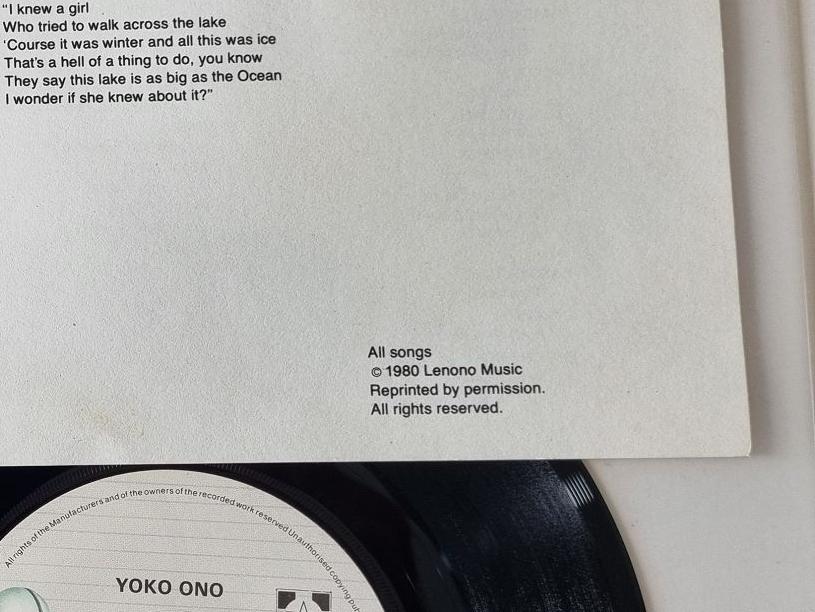 “I knew a girl
Who tried to walk across the lake
‘Course it was winter and all this was ice
That's a hell of a thing to do, you know
They say this lake is as big as the Ocean
I wonder if she knew about it?”
All songs
© 1980 Lenono Music
Reprinted by permission.
All rights reserved.
All rights of the Manufacturers and of the owners of the recorded work reserved Unauthorised copying pub
YOKO ONO